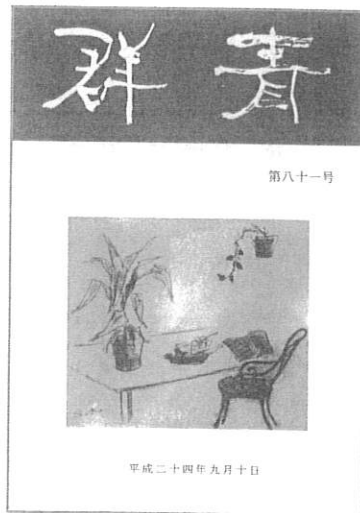 群青
第八十一号
平成二十四年九月十日